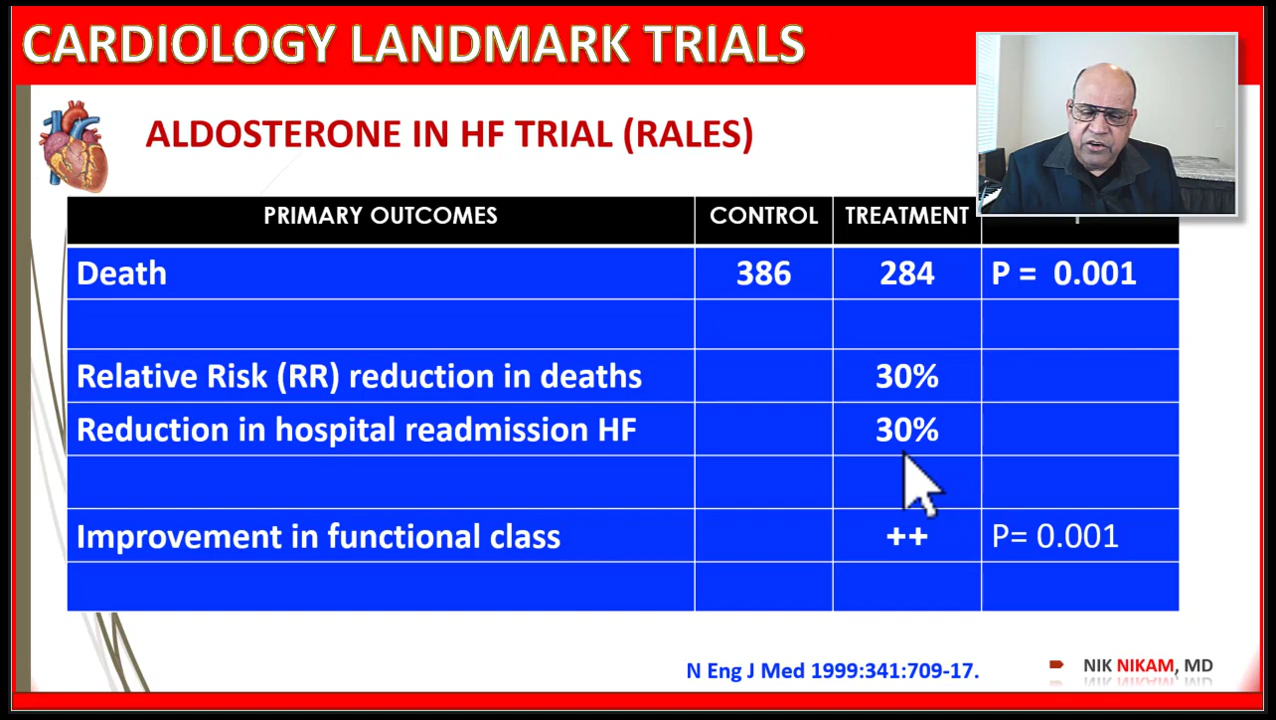 CARDIOLOGY LANDMARK TRIALS
ALDOSTERONE IN HF TRIAL (RALES)
PRIMARY OUTCOMES CONTROL TREATMENT
Death 386 284 P = 0.001
Relative Risk (RR) reduction in deaths 30%
Reduction in hospital readmission HF 30%
Improvement in functional class ++ P= 0.001
N Eng J Med 1999:341:709-17.
NIK NIKAM, MD